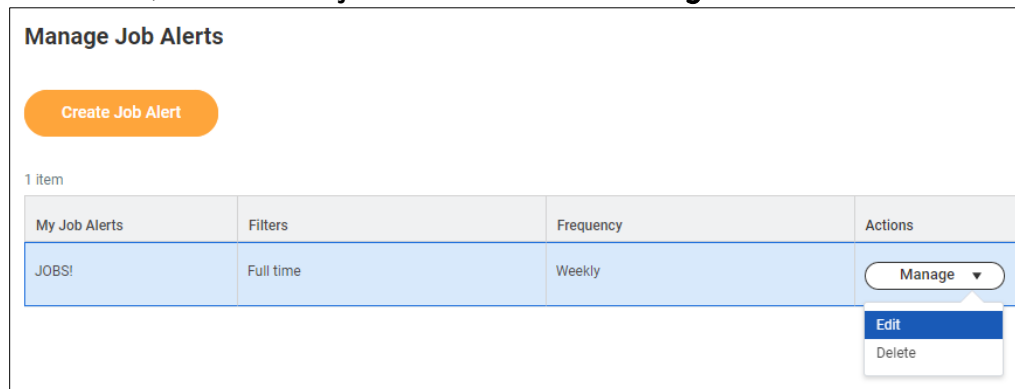 Manage Job Alerts
Create Job Alert
1 item
My Job Alerts Filters Frequency Actions
JOBS! Full time Weekly Manage
Edit
Delete